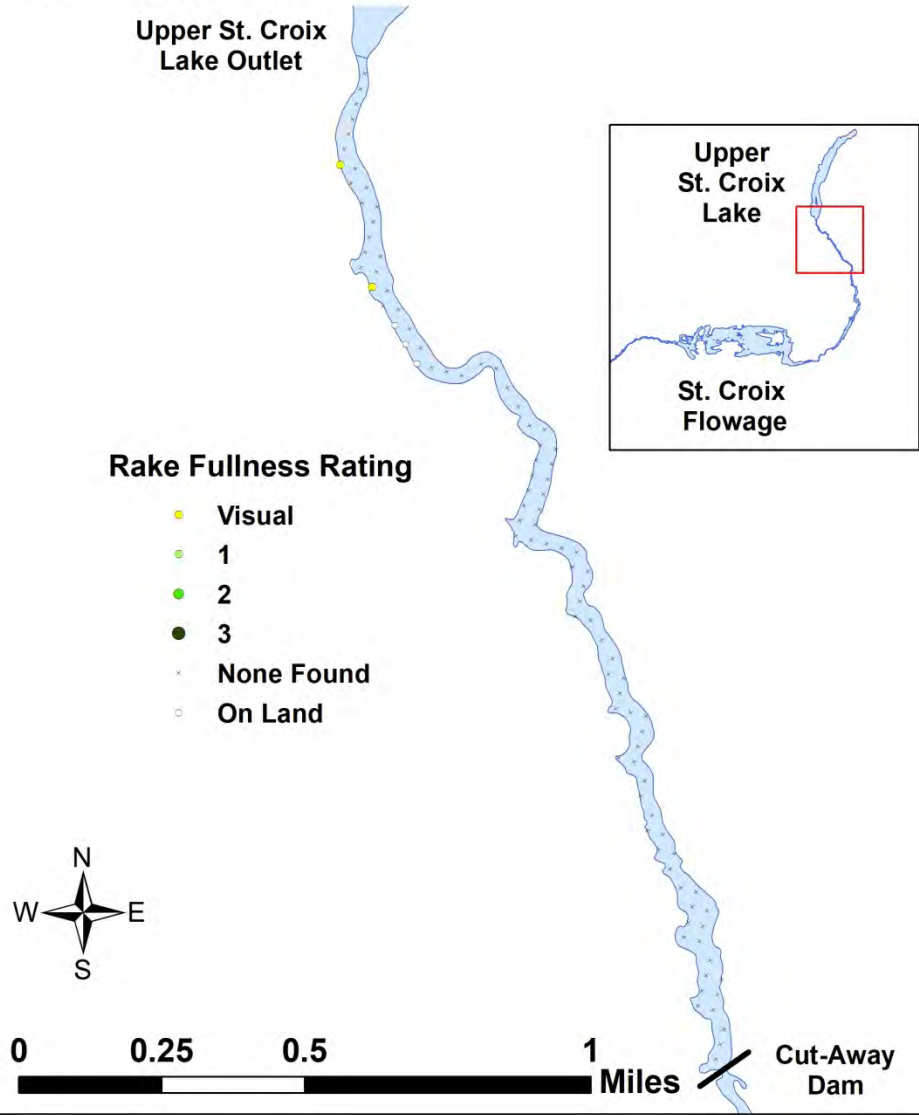 Upper St. Croix
Lake Outlet
Upper
St. Croix
Lake
St. Croix
Flowage
Rake Fullness Rating
Visual
1
2
3
None Found
On Land
N
W
E
S
0
0.25
0.5
1
Miles
Cut-Away
Dam